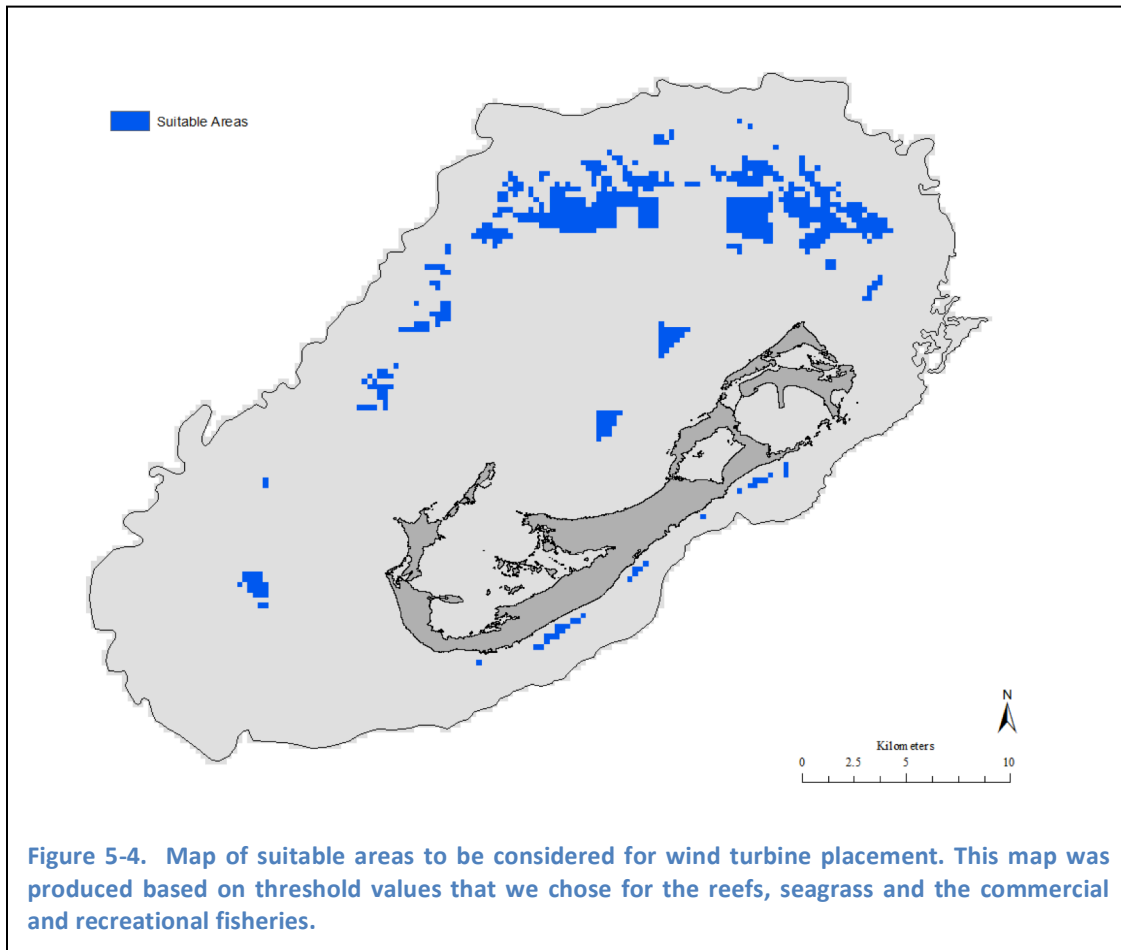 Suitable Areas
N
Kilometers
0 2.5 5 10
Figure 5-4. Map of suitable areas to be considered for wind turbine placement. This map was
produced based on threshold values that we chose for the reefs, seagrass and the commercial
and recreational fisheries.